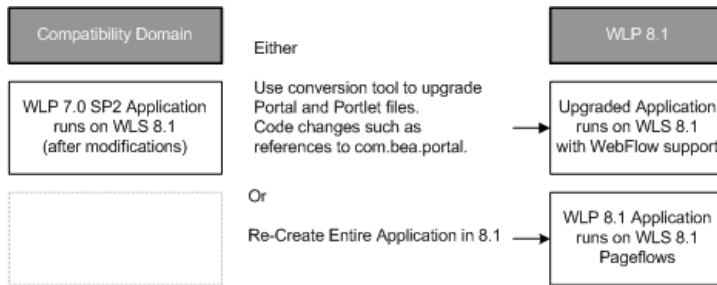 Compatibility Domain
WLP 7.0 SP2 Application
runs on WLS 8.1
(after modifications)
Either
Use conversion tool to upgrade
Portal and Portlet files.
Code changes such as
references to com.bea.portal.
Or
Re-Create Entire Application in 8.1
WLP 8.1
Upgraded Application
runs on WLS 8.1
with WebFlow support
WLP 8.1 Application
runs on WLS 8.1
Pageflows